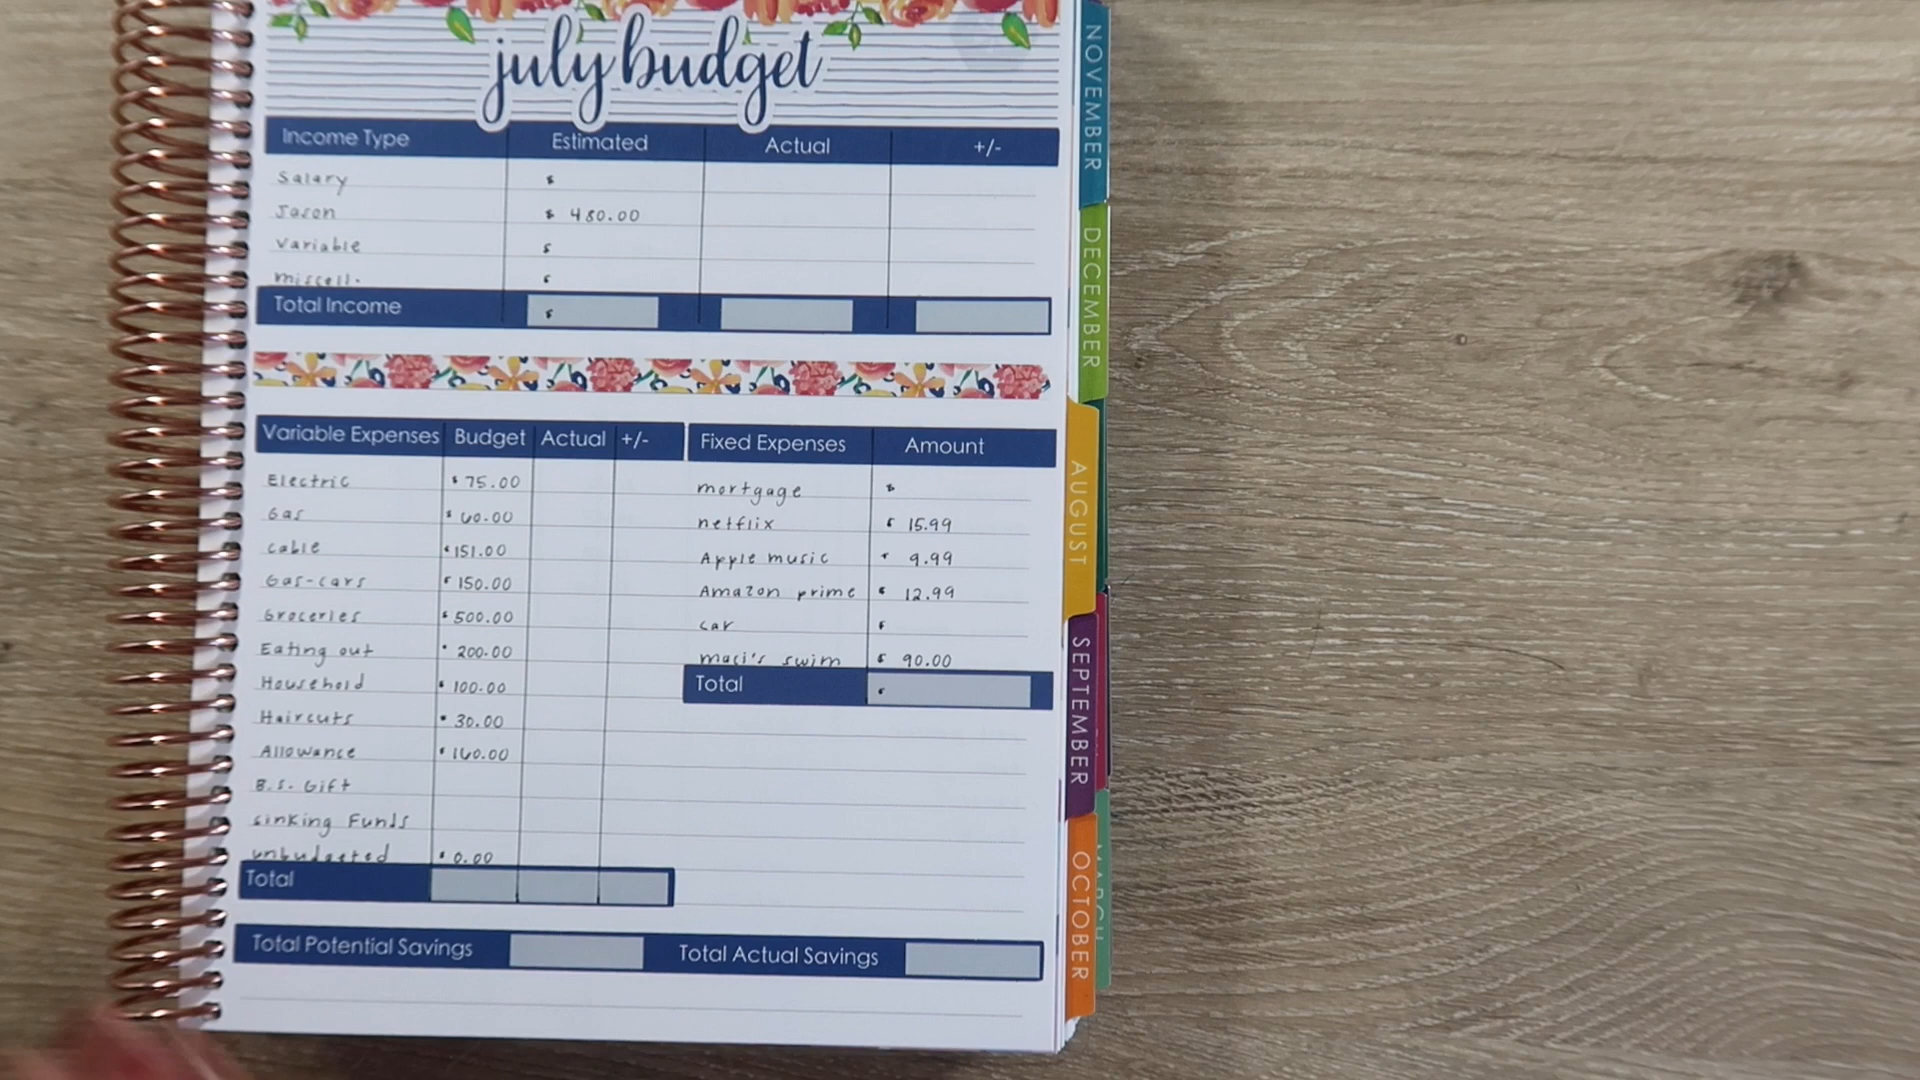 july budget
Income Type Estimated Actual +/-
Salary $
Jason $ 480.00
Variable $
miscell. $
Total Income $
Variable Expenses Budget Actual +/-
Electric $ 75.00
Gas $ 60.00
cable $ 151.00
Gas-cars $ 150.00
Groceries $ 500.00
Eating out $ 200.00
Household $ 100.00
Haircuts $ 30.00
Allowance $ 160.00
B.S. Gift
sinking Funds
unbudgeted $ 0.00
Total
Fixed Expenses Amount
mortgage $
netflix $ 15.99
Apple music $ 9.99
Amazon prime $ 12.99
car $
maci's swim $ 90.00
Total $
Total Potential Savings Total Actual Savings
NOVEMBER
DECEMBER
AUGUST
SEPTEMBER
OCTOBER
MARCH